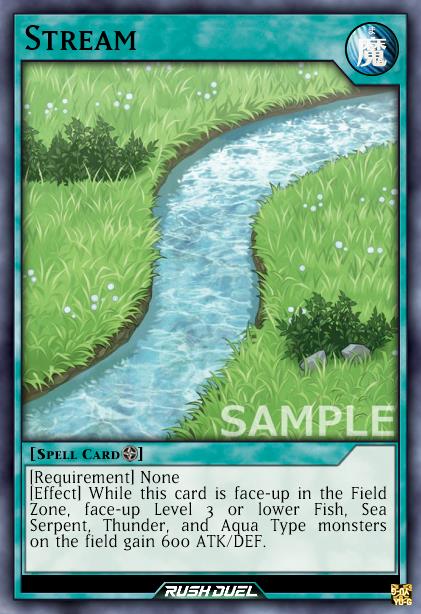 STREAM
ま
魔
SAMPLE
[SPELL CARD]
[Requirement] None
[Effect] While this card is face-up in the Field
Zone, face-up Level 3 or lower Fish, Sea
Serpent, Thunder, and Aqua Type monsters
on the field gain 600 ATK/DEF.
RUSH DUEL